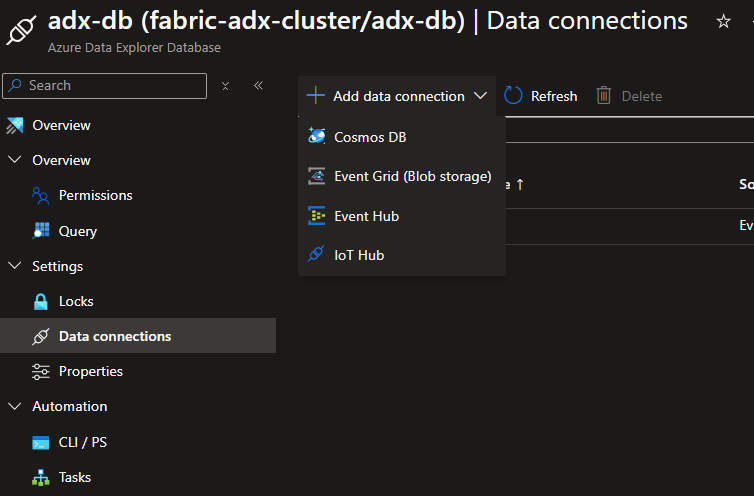 adx-db (fabric-adx-cluster/adx-db) | Data connections
Azure Data Explorer Database
Search
Add data connection
Refresh
Delete
Overview
Cosmos DB
Overview
Event Grid (Blob storage)
Permissions
Query
Event Hub
Settings
IoT Hub
Locks
Data connections
Properties
Automation
CLI / PS
Tasks